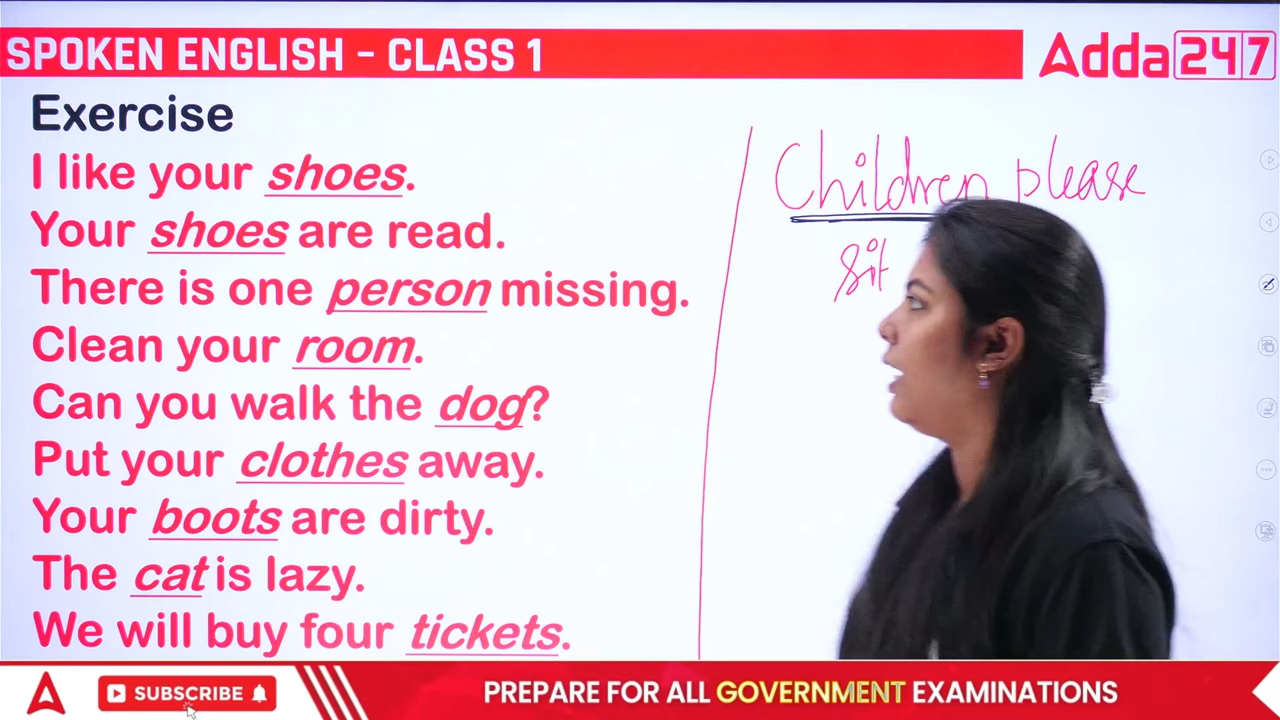 SPOKEN ENGLISH - CLASS 1
Adda247
Exercise
I like your shoes.
Your shoes are read.
There is one person missing.
Clean your room.
Can you walk the dog?
Put your clothes away.
Your boots are dirty.
The cat is lazy.
We will buy four tickets.
Children please
sit
SUBSCRIBE
PREPARE FOR ALL GOVERNMENT EXAMINATIONS